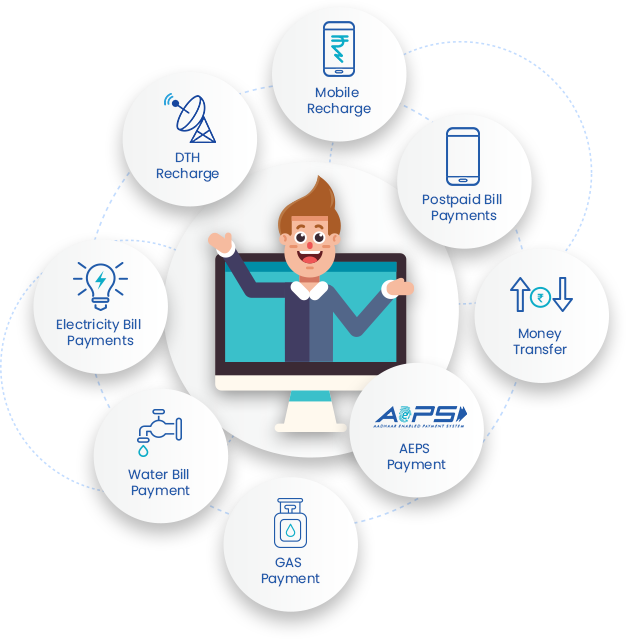 Mobile
Recharge
DTH
Recharge
Postpaid Bill
Payments
Electricity Bill
Payments
Money
Transfer
AePS
AADHAAR ENABLED PAYMENT SYSTEM
AEPS
Payment
Water Bill
Payment
GAS
Payment